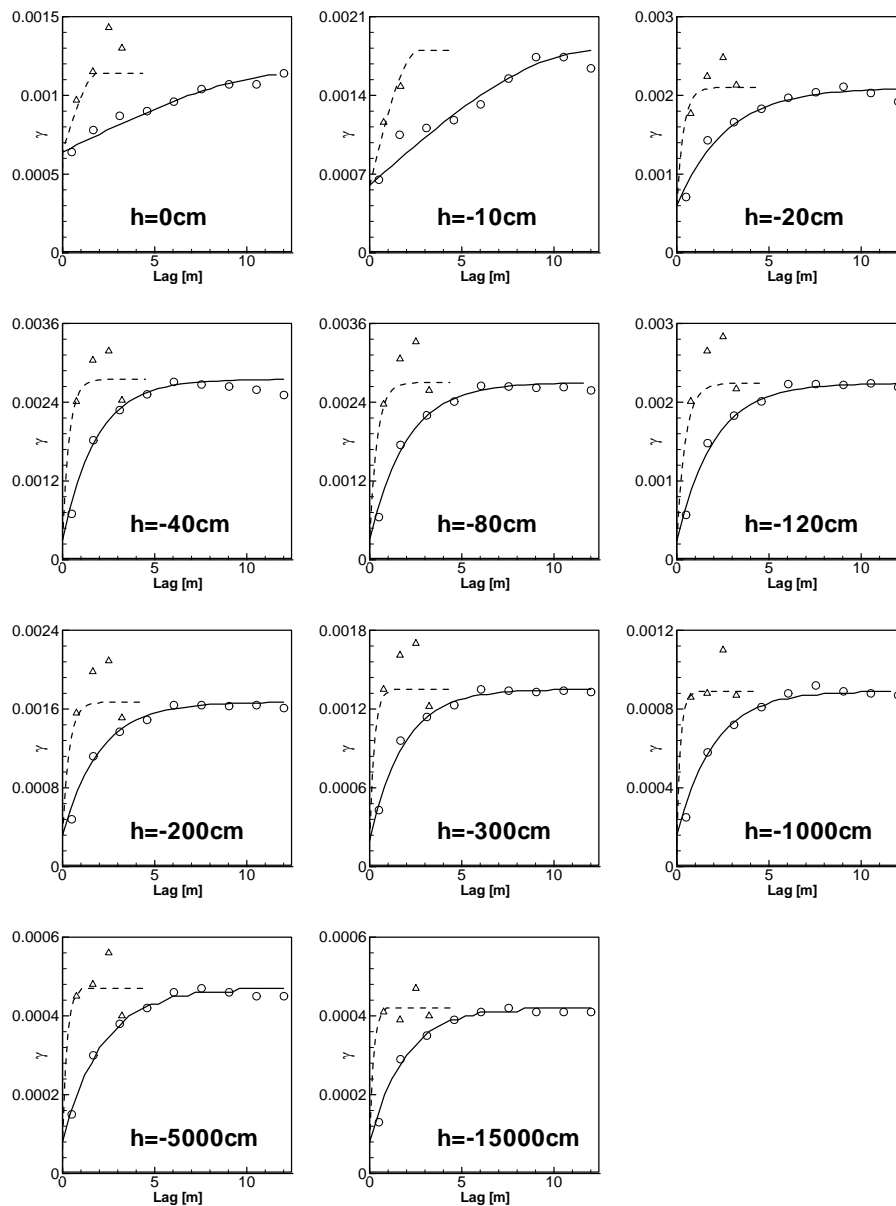 0.0015
0.001
0.0005
0
γ
h=0cm
0 5 10
Lag [m]
0.0021
0.0014
0.0007
0
γ
h=-10cm
0 5 10
Lag [m]
0.003
0.002
0.001
0
γ
h=-20cm
0 5 10
Lag [m]
0.0036
0.0024
0.0012
0
γ
h=-40cm
0 5 10
Lag [m]
0.0036
0.0024
0.0012
0
γ
h=-80cm
0 5 10
Lag [m]
0.003
0.002
0.001
0
γ
h=-120cm
0 5 10
Lag [m]
0.0024
0.0016
0.0008
0
γ
h=-200cm
0 5 10
Lag [m]
0.0018
0.0012
0.0006
0
γ
h=-300cm
0 5 10
Lag [m]
0.0012
0.0008
0.0004
0
γ
h=-1000cm
0 5 10
Lag [m]
0.0006
0.0004
0.0002
0
γ
h=-5000cm
0 5 10
Lag [m]
0.0006
0.0004
0.0002
0
γ
h=-15000cm
0 5 10
Lag [m]